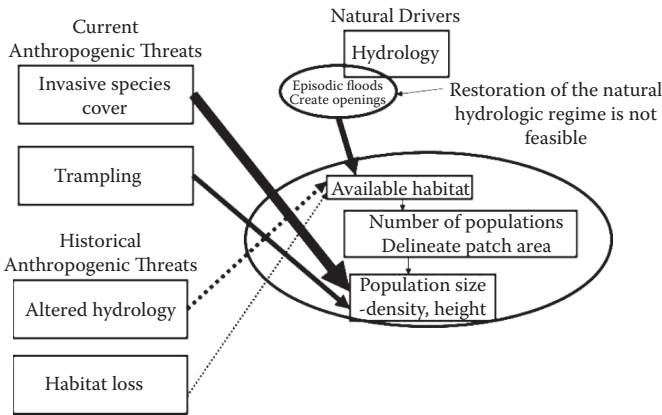 Current
Anthropogenic Threats
Invasive species
cover
Trampling
Historical
Anthropogenic Threats
Altered hydrology
Habitat loss
Natural Drivers
Hydrology
Episodic floods
Create openings
Restoration of the natural
hydrologic regime is not
feasible
Available habitat
Number of populations
Delineate patch area
Population size
-density, height